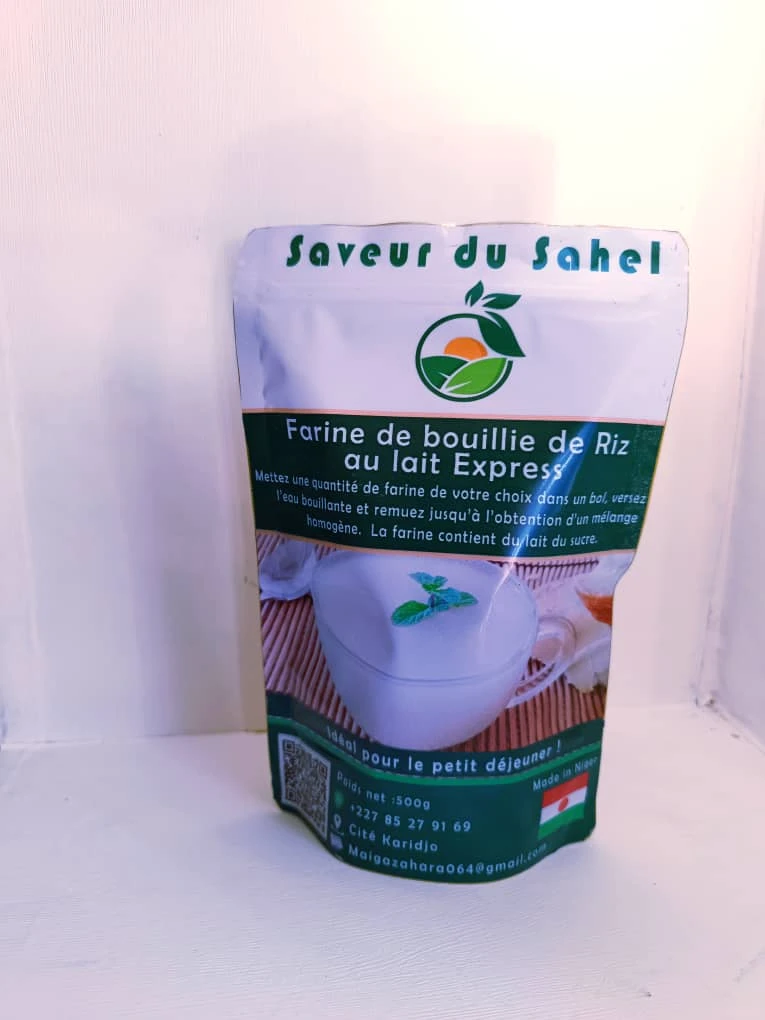 Saveur du Sahel
Farine de bouillie de Riz
au lait Express
Mettez une quantité de farine de votre choix dans un bol, versez
l'eau bouillante et remuez jusqu'à l'obtention d'un mélange
homogène. La farine contient du lait du sucre.
Idéal pour le petit déjeuner !
Poids net :500g
Made in Niger
+227 85 27 91 69
Cité Karidjo
Maigazahara064@gmail.com